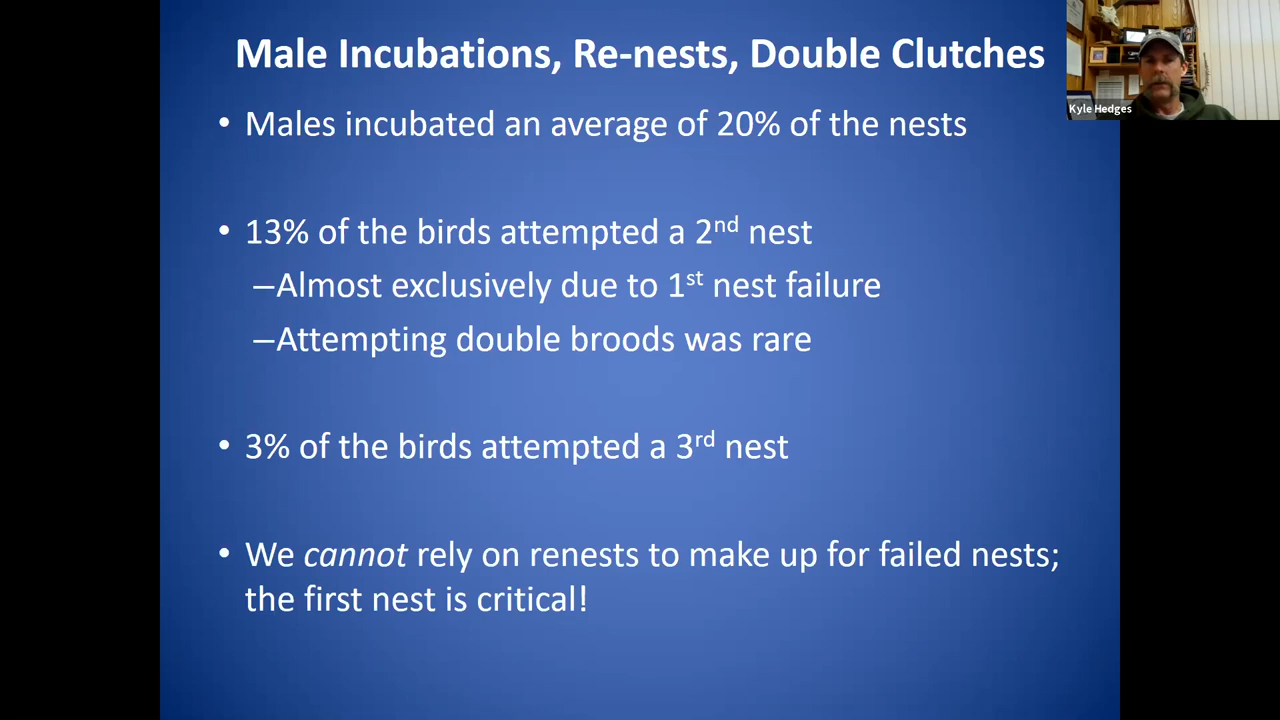 Male Incubations, Re-nests, Double Clutches
Kyle Hedges
• Males incubated an average of 20% of the nests
• 13% of the birds attempted a 2nd nest
–Almost exclusively due to 1st nest failure
–Attempting double broods was rare
• 3% of the birds attempted a 3rd nest
• We cannot rely on renests to make up for failed nests;
the first nest is critical!